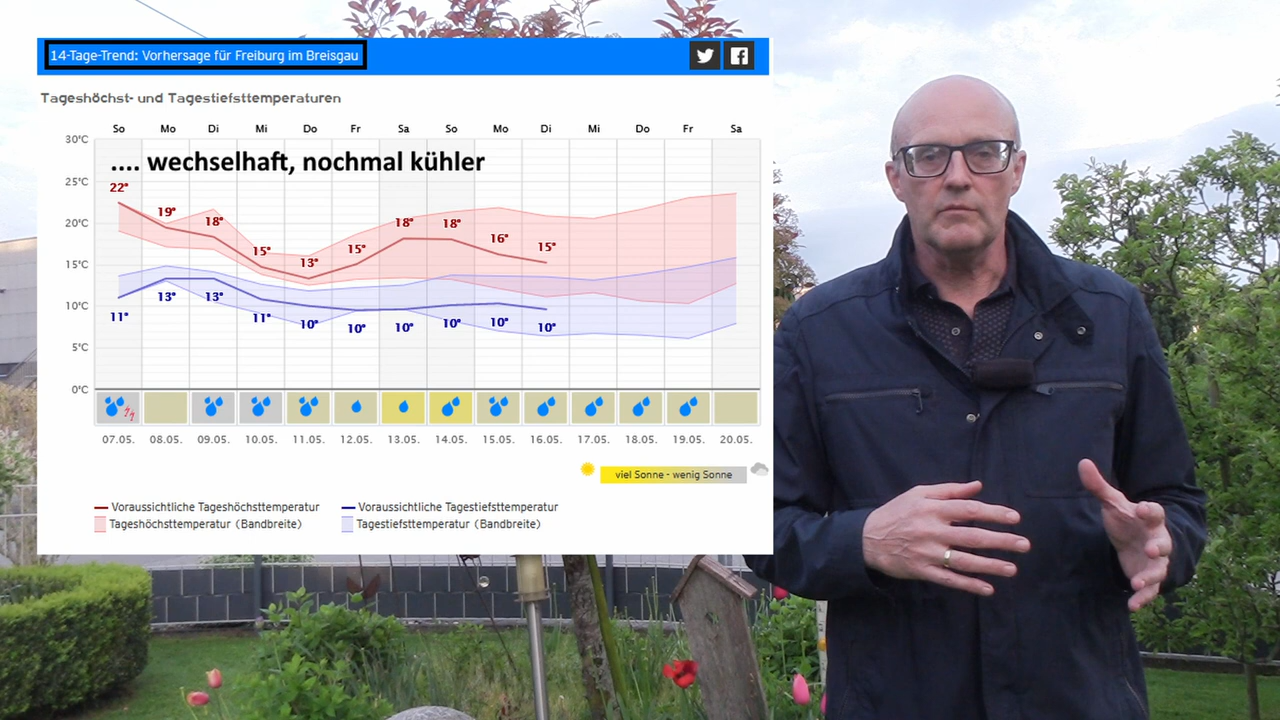 14-Tage-Trend: Vorhersage für Freiburg im Breisgau
Tageshöchst- und Tagestiefsttemperaturen
So Mo Di Mi Do Fr Sa So Mo Di Mi Do Fr Sa
.... wechselhaft, nochmal kühler
30°C
25°C
20°C
15°C
10°C
5°C
0°C
22° 19° 18° 15° 13° 15° 18° 18° 16° 15°
11° 13° 13° 11° 10° 10° 10° 10° 10° 10°
07.05. 08.05. 09.05. 10.05. 11.05. 12.05. 13.05. 14.05. 15.05. 16.05. 17.05. 18.05. 19.05. 20.05.
viel Sonne - wenig Sonne
Voraussichtliche Tageshöchsttemperatur Voraussichtliche Tagestiefsttemperatur
Tageshöchsttemperatur (Bandbreite) Tagestiefsttemperatur (Bandbreite)